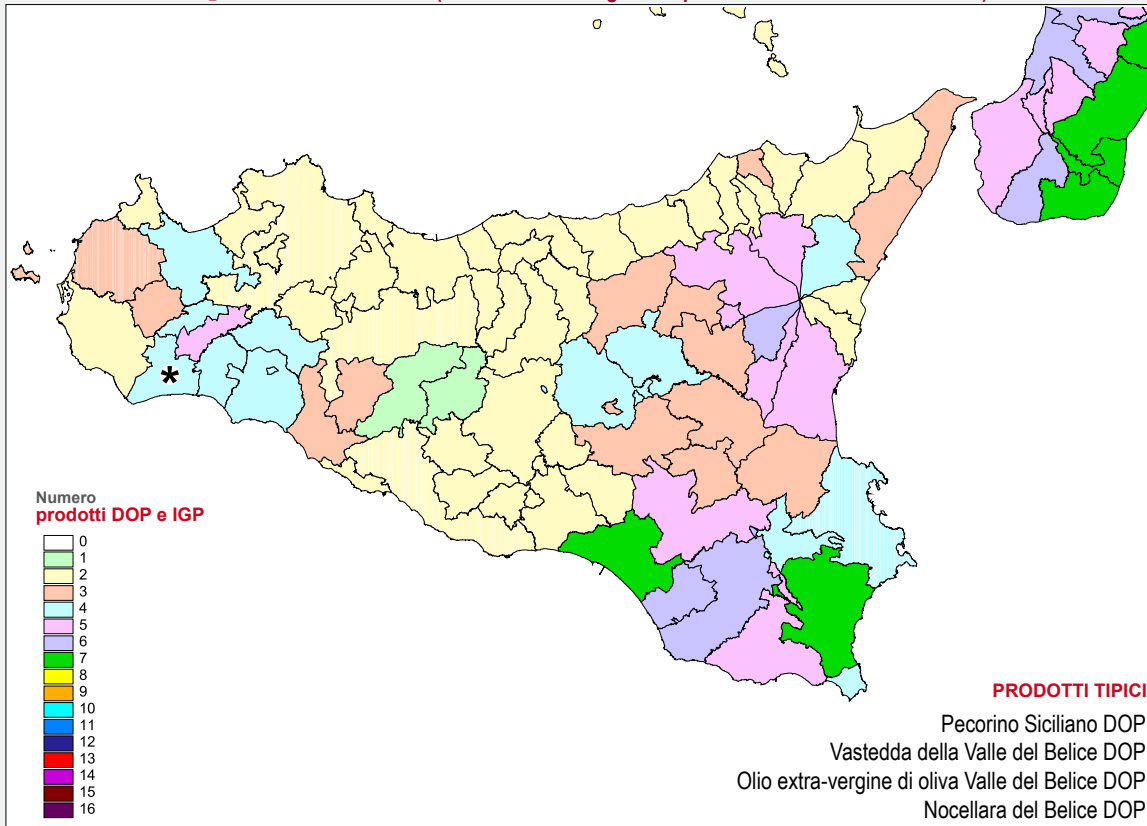 Numero
prodotti DOP e IGP
0
1
2
3
4
5
6
7
8
9
10
11
12
13
14
15
16
*
PRODOTTI TIPICI
Pecorino Siciliano DOP
Vastedda della Valle del Belice DOP
Olio extra-vergine di oliva Valle del Belice DOP
Nocellara del Belice DOP